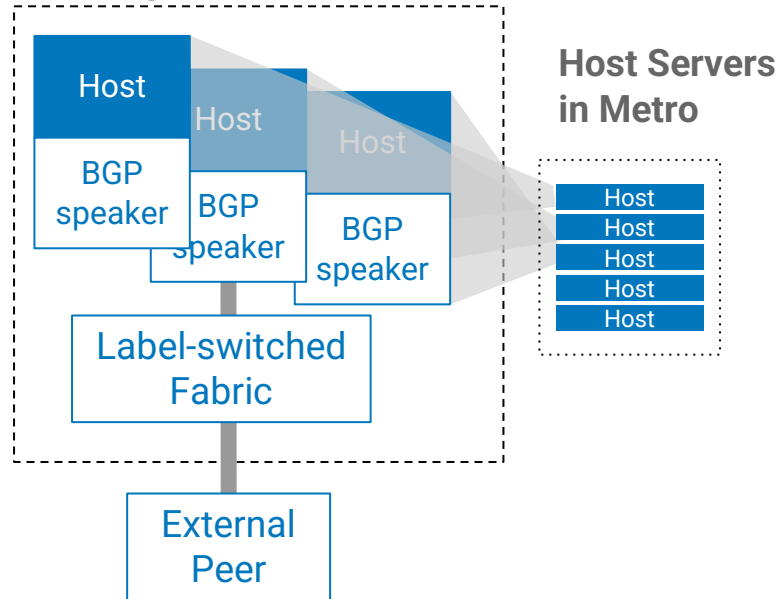 Host
BGP
speaker
Host
BGP
speaker
Host
BGP
speaker
Label-switched
Fabric
External
Peer
Host Servers
in Metro
Host
Host
Host
Host
Host